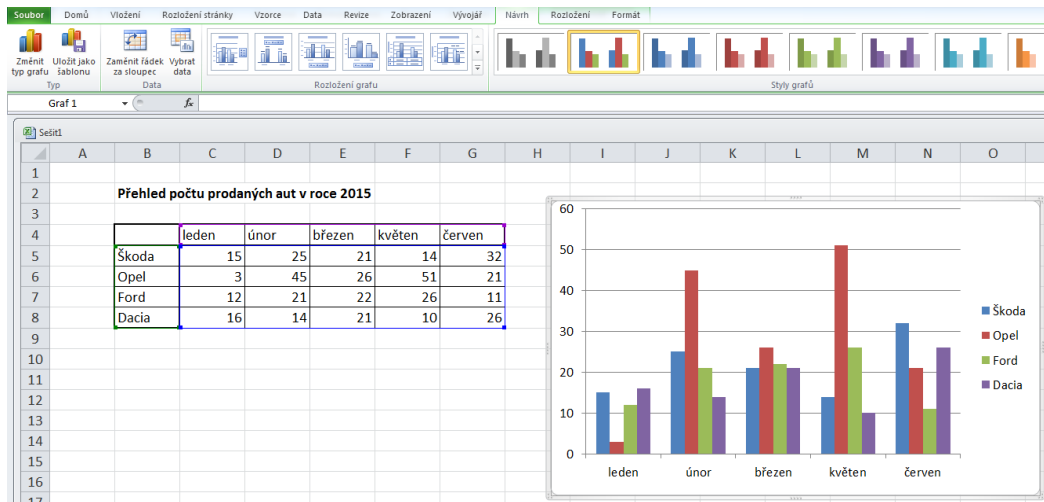 Soubor Domů Vložení Rozložení stránky Vzorce Data Revize Zobrazení Vývojář Návrh Rozložení Formát
Změnit typ grafu
Uložit jako šablonu
Zaměnit řádek za sloupec
Vybrat data
Typ Data Rozložení grafu Styly grafů
Graf 1 fx
Sešit1
A B C D E F G H I J K L M N O
1
2 Přehled počtu prodaných aut v roce 2015
3
4 leden únor březen květen červen
5 Škoda 15 25 21 14 32
6 Opel 3 45 26 51 21
7 Ford 12 21 22 26 11
8 Dacia 16 14 21 10 26
9
10
11
12
13
14
15
16
17
60
50
40
30
20
10
0
leden únor březen květen červen
Škoda
Opel
Ford
Dacia